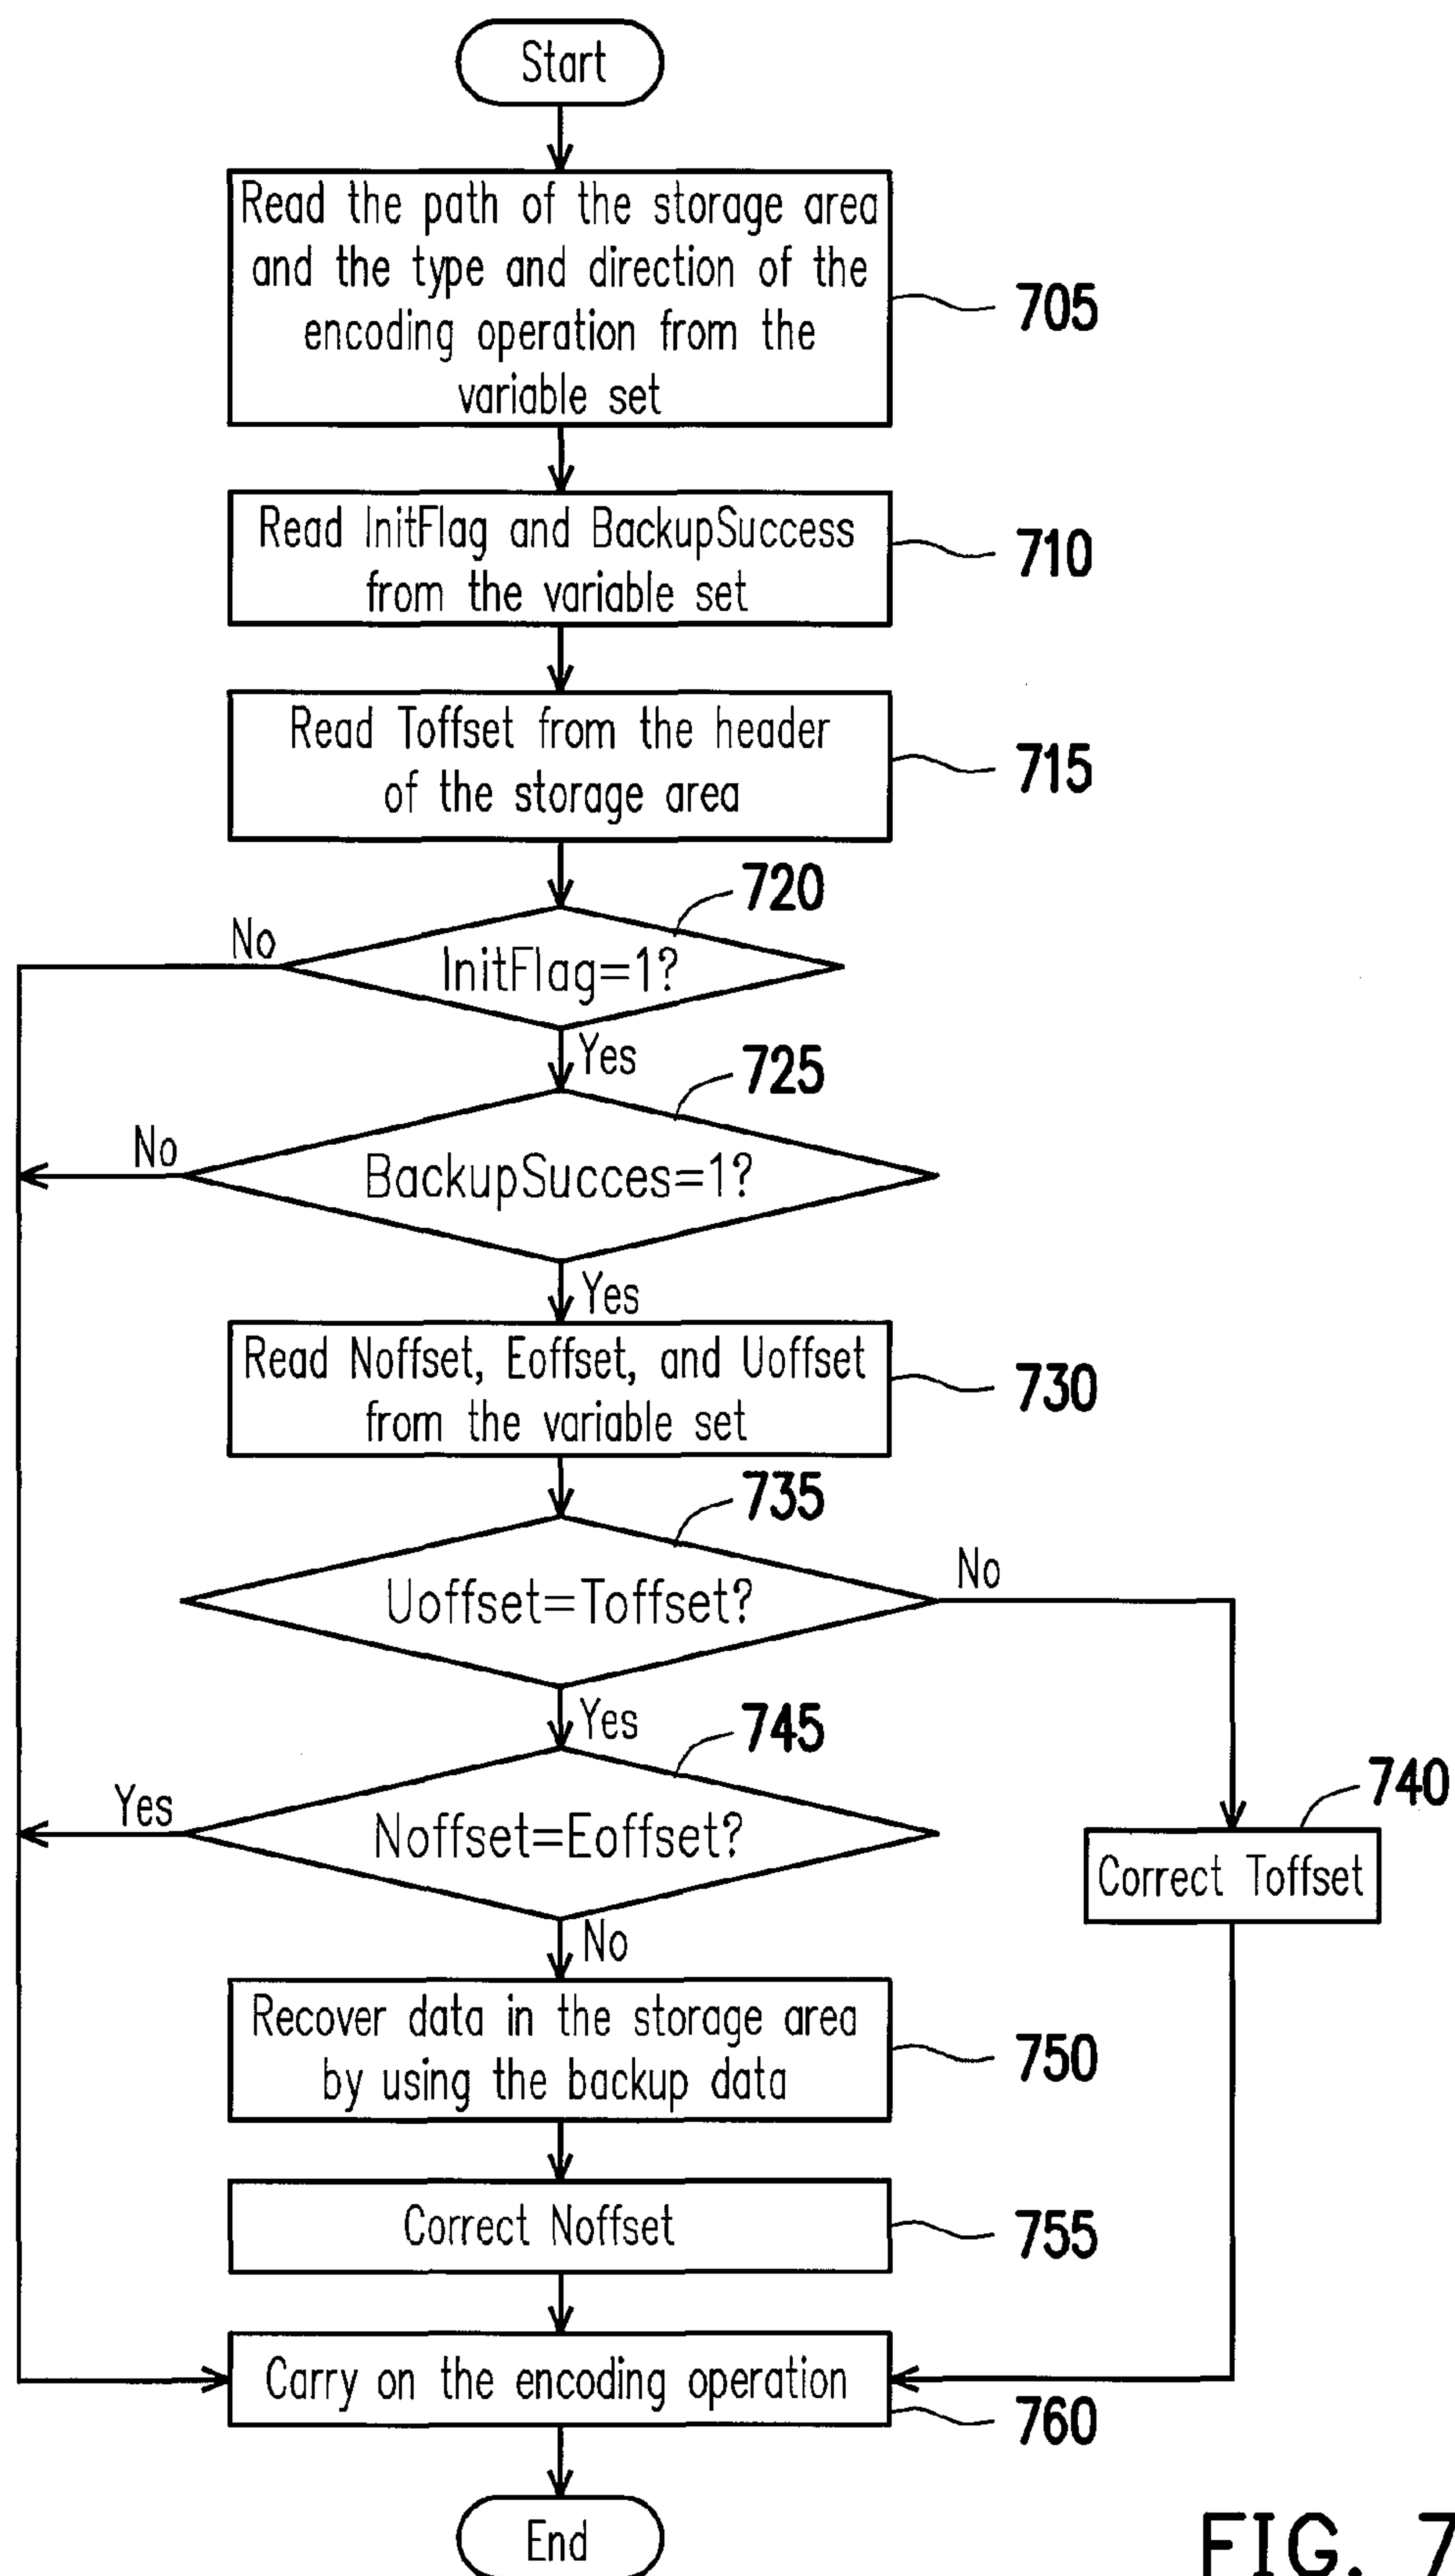 Start
Read the path of the storage area
and the type and direction of the
encoding operation from the
variable set
705
Read InitFlag and BackupSuccess
from the variable set
710
Read Toffset from the header
of the storage area
715
720
No
InitFlag=1?
Yes
725
No
BackupSucces=1?
Yes
Read Noffset, Eoffset, and Uoffset
from the variable set
730
735
No
Uoffset=Toffset?
Yes
745
Yes
Noffset=Eoffset?
740
Correct Toffset
No
Recover data in the storage area
by using the backup data
750
Correct Noffset
755
Carry on the encoding operation
760
End
FIG. 7